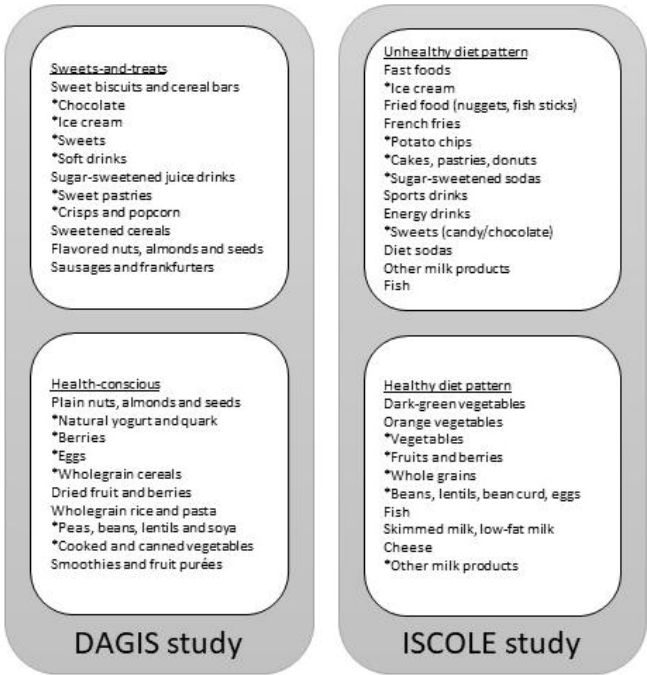 Sweets-and-treats
Sweet biscuits and cereal bars
*Chocolate
*Ice cream
*Sweets
*Soft drinks
Sugar-sweetened juice drinks
*Sweet pastries
*Crisps and popcorn
Sweetened cereals
Flavored nuts, almonds and seeds
Sausages and frankfurters
Health-conscious
Plain nuts, almonds and seeds
*Natural yogurt and quark
*Berries
*Eggs
*Wholegrain cereals
Dried fruit and berries
Wholegrain rice and pasta
*Peas, beans, lentils and soya
*Cooked and canned vegetables
Smoothies and fruit purées
DAGIS study
Unhealthy diet pattern
Fast foods
*Ice cream
Fried food (nuggets, fish sticks)
French fries
*Potato chips
*Cakes, pastries, donuts
*Sugar-sweetened sodas
Sports drinks
Energy drinks
*Sweets (candy/chocolate)
Diet sodas
Other milk products
Fish
Healthy diet pattern
Dark-green vegetables
Orange vegetables
*Vegetables
*Fruits and berries
*Whole grains
*Beans, lentils, bean curd, eggs
Fish
Skimmed milk, low-fat milk
Cheese
*Other milk products
ISCOLE study